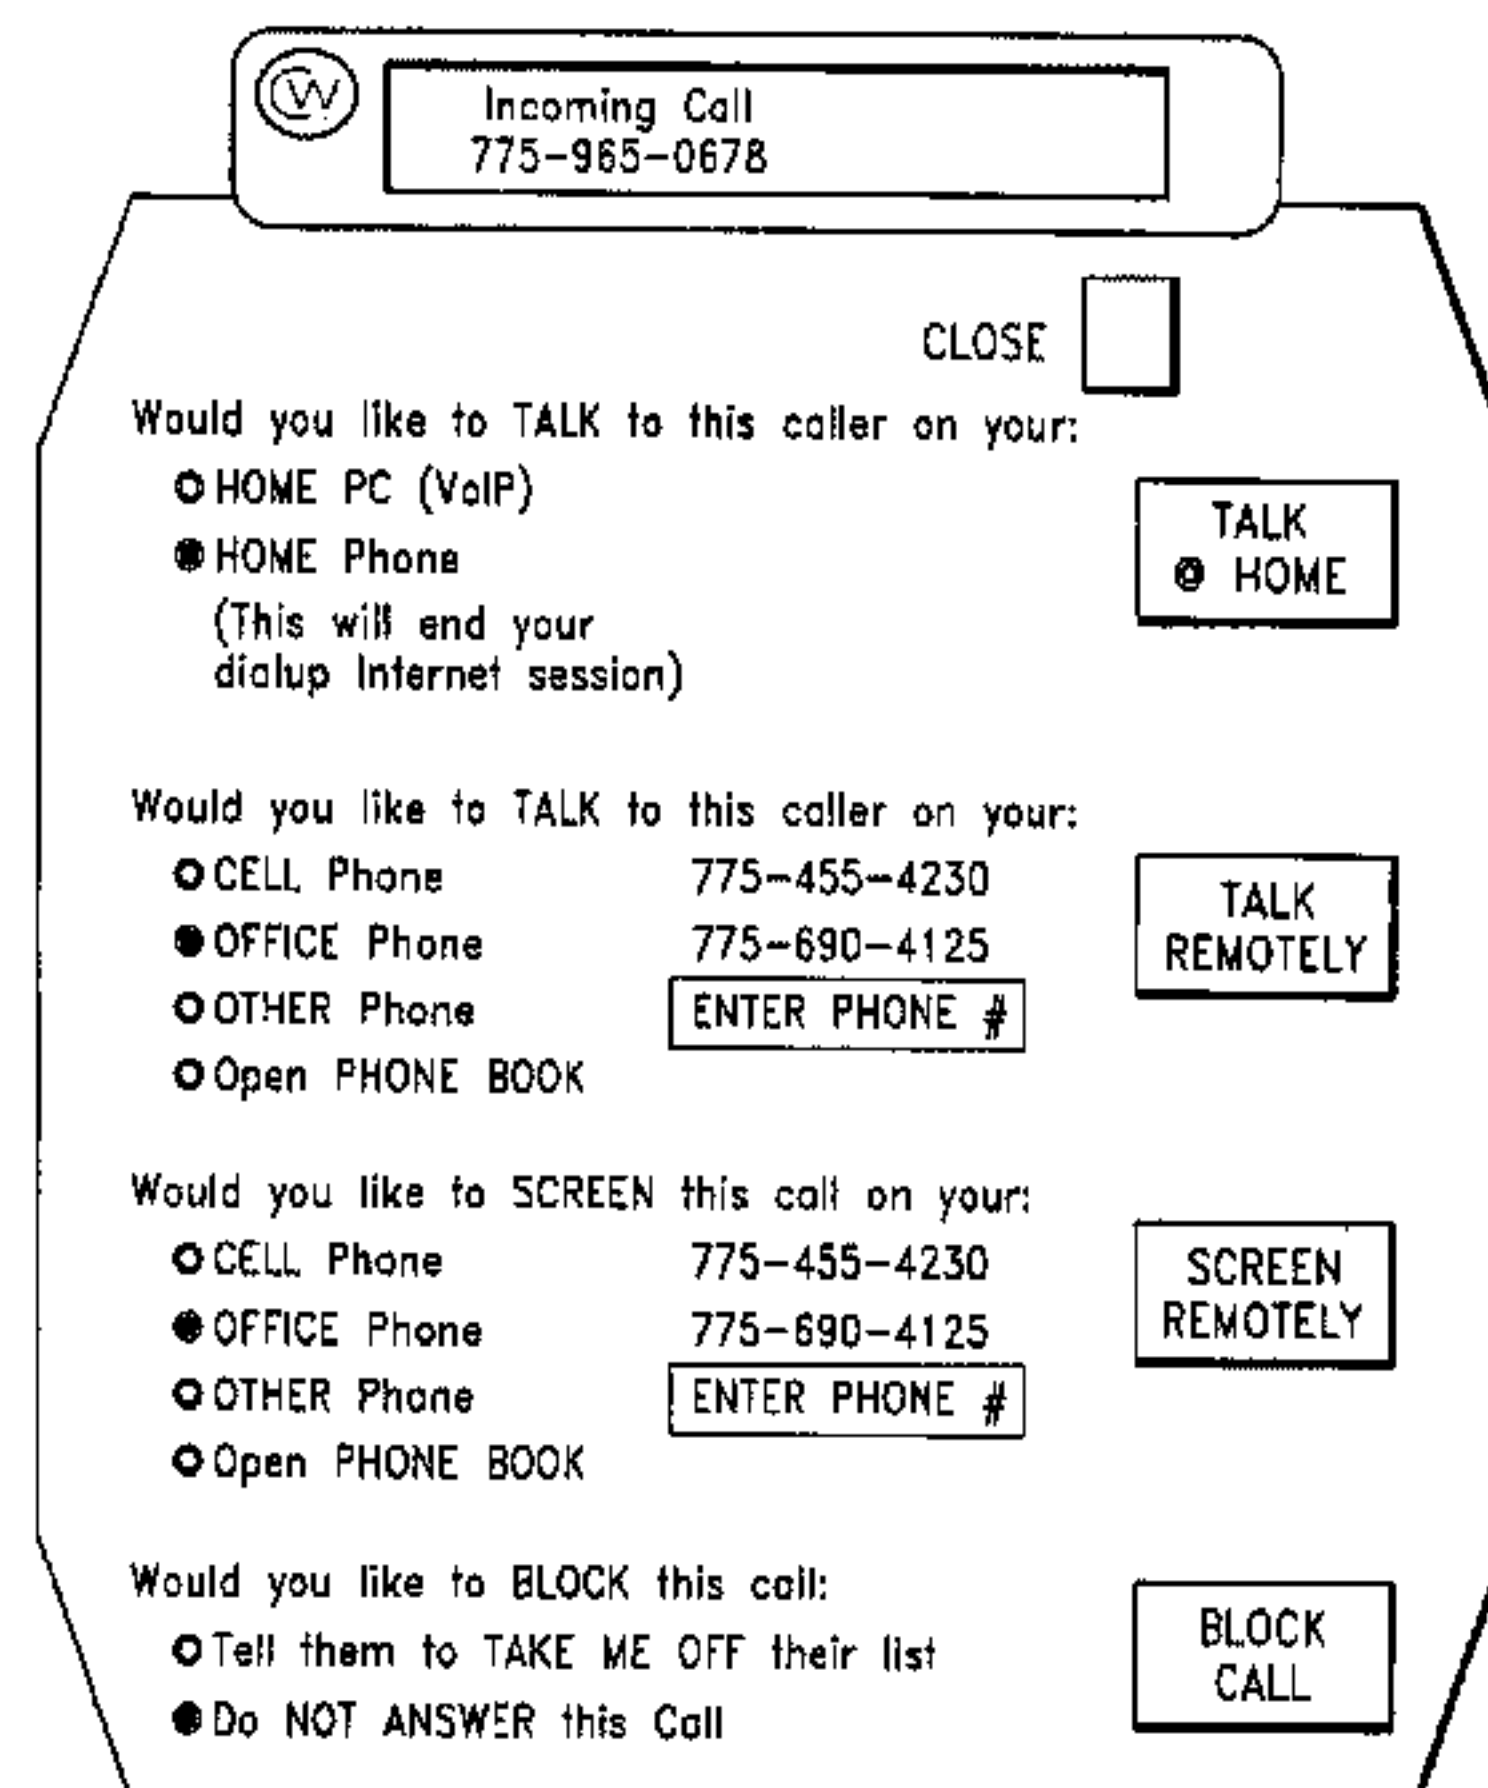 CW
Incoming Call
775-965-0678
CLOSE
Would you like to TALK to this caller on your:
HOME PC (VoIP)
HOME Phone
(This will end your
dialup Internet session)
TALK
@ HOME
Would you like to TALK to this caller on your:
CELL Phone 775-455-4230
OFFICE Phone 775-690-4125
OTHER Phone ENTER PHONE #
Open PHONE BOOK
TALK
REMOTELY
Would you like to SCREEN this call on your:
CELL Phone 775-455-4230
OFFICE Phone 775-690-4125
OTHER Phone ENTER PHONE #
Open PHONE BOOK
SCREEN
REMOTELY
Would you like to BLOCK this call:
Tell them to TAKE ME OFF their list
Do NOT ANSWER this Call
BLOCK
CALL